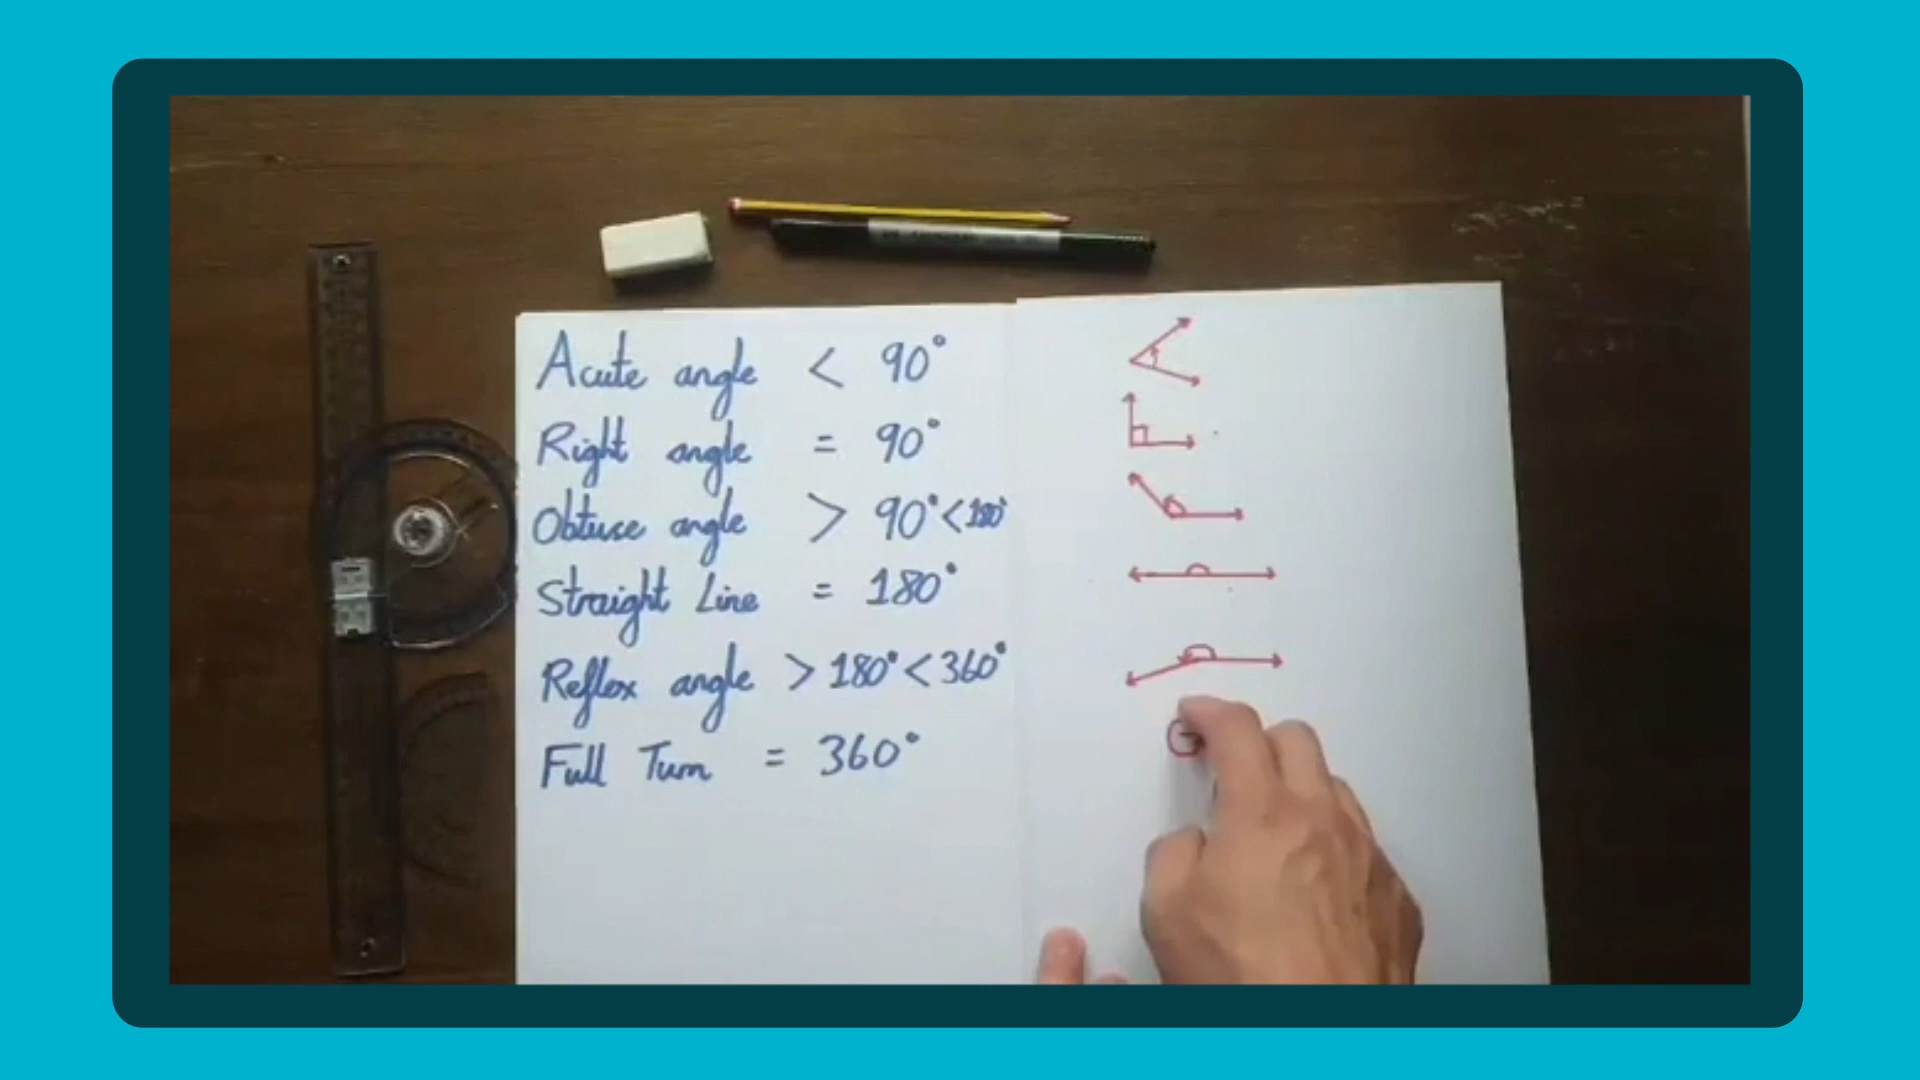 Acute angle < 90°
Right angle = 90°
Obtuse angle > 90° < 180°
Straight Line = 180°
Reflex angle > 180° < 360°
Full Turn = 360°